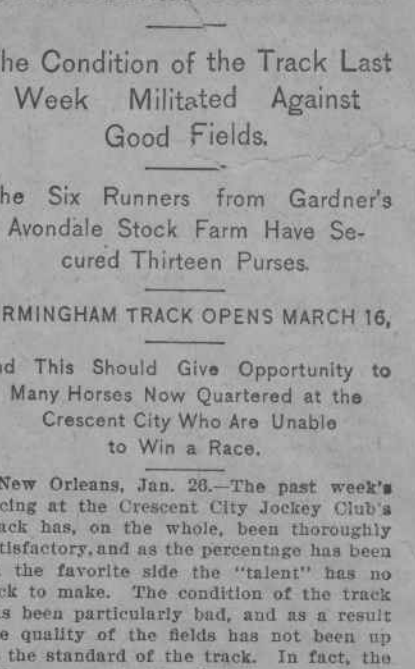 he Condition of the Track Last
Week Militated Against
Good Fields.
he Six Runners from Gardner's
Avondale Stock Farm Have Se-
cured Thirteen Purses.
RMINGHAM TRACK OPENS MARCH 16,
nd This Should Give Opportunity to
Many Horses Now Quartered at the
Crescent City Who Are Unable
to Win a Race.
New Orleans, Jan. 26.—The past week's
cing at the Crescent City Jockey Club's
ack has, on the whole, been thoroughly
tisfactory, and as the percentage has been
the favorite side the "talent" has no
ck to make. The condition of the track
s been particularly bad, and as a result
e quality of the fields has not been up
the standard of the track. In fact, the